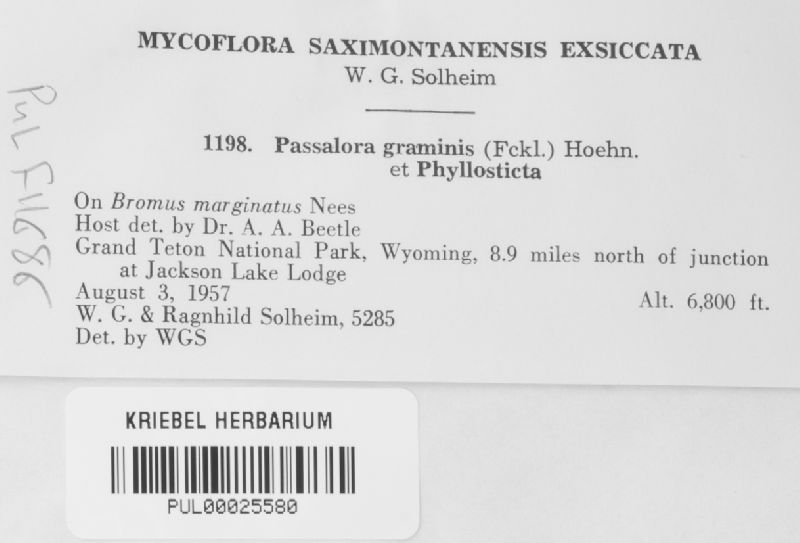 MYCOFLORA SAXIMONTANENSIS EXSICCATA
W. G. Solheim
1198. Passalora graminis (Fckl.) Hoehn.
et Phyllosticta
On Bromus marginatus Nees
Host det. by Dr. A. A. Beetle
Grand Teton National Park, Wyoming, 8.9 miles north of junction
at Jackson Lake Lodge
August 3, 1957 Alt. 6,800 ft.
W. G. & Ragnhild Solheim, 5285
Det. by WGS
PUL F11686
KRIEBEL HERBARIUM
PUL00025580